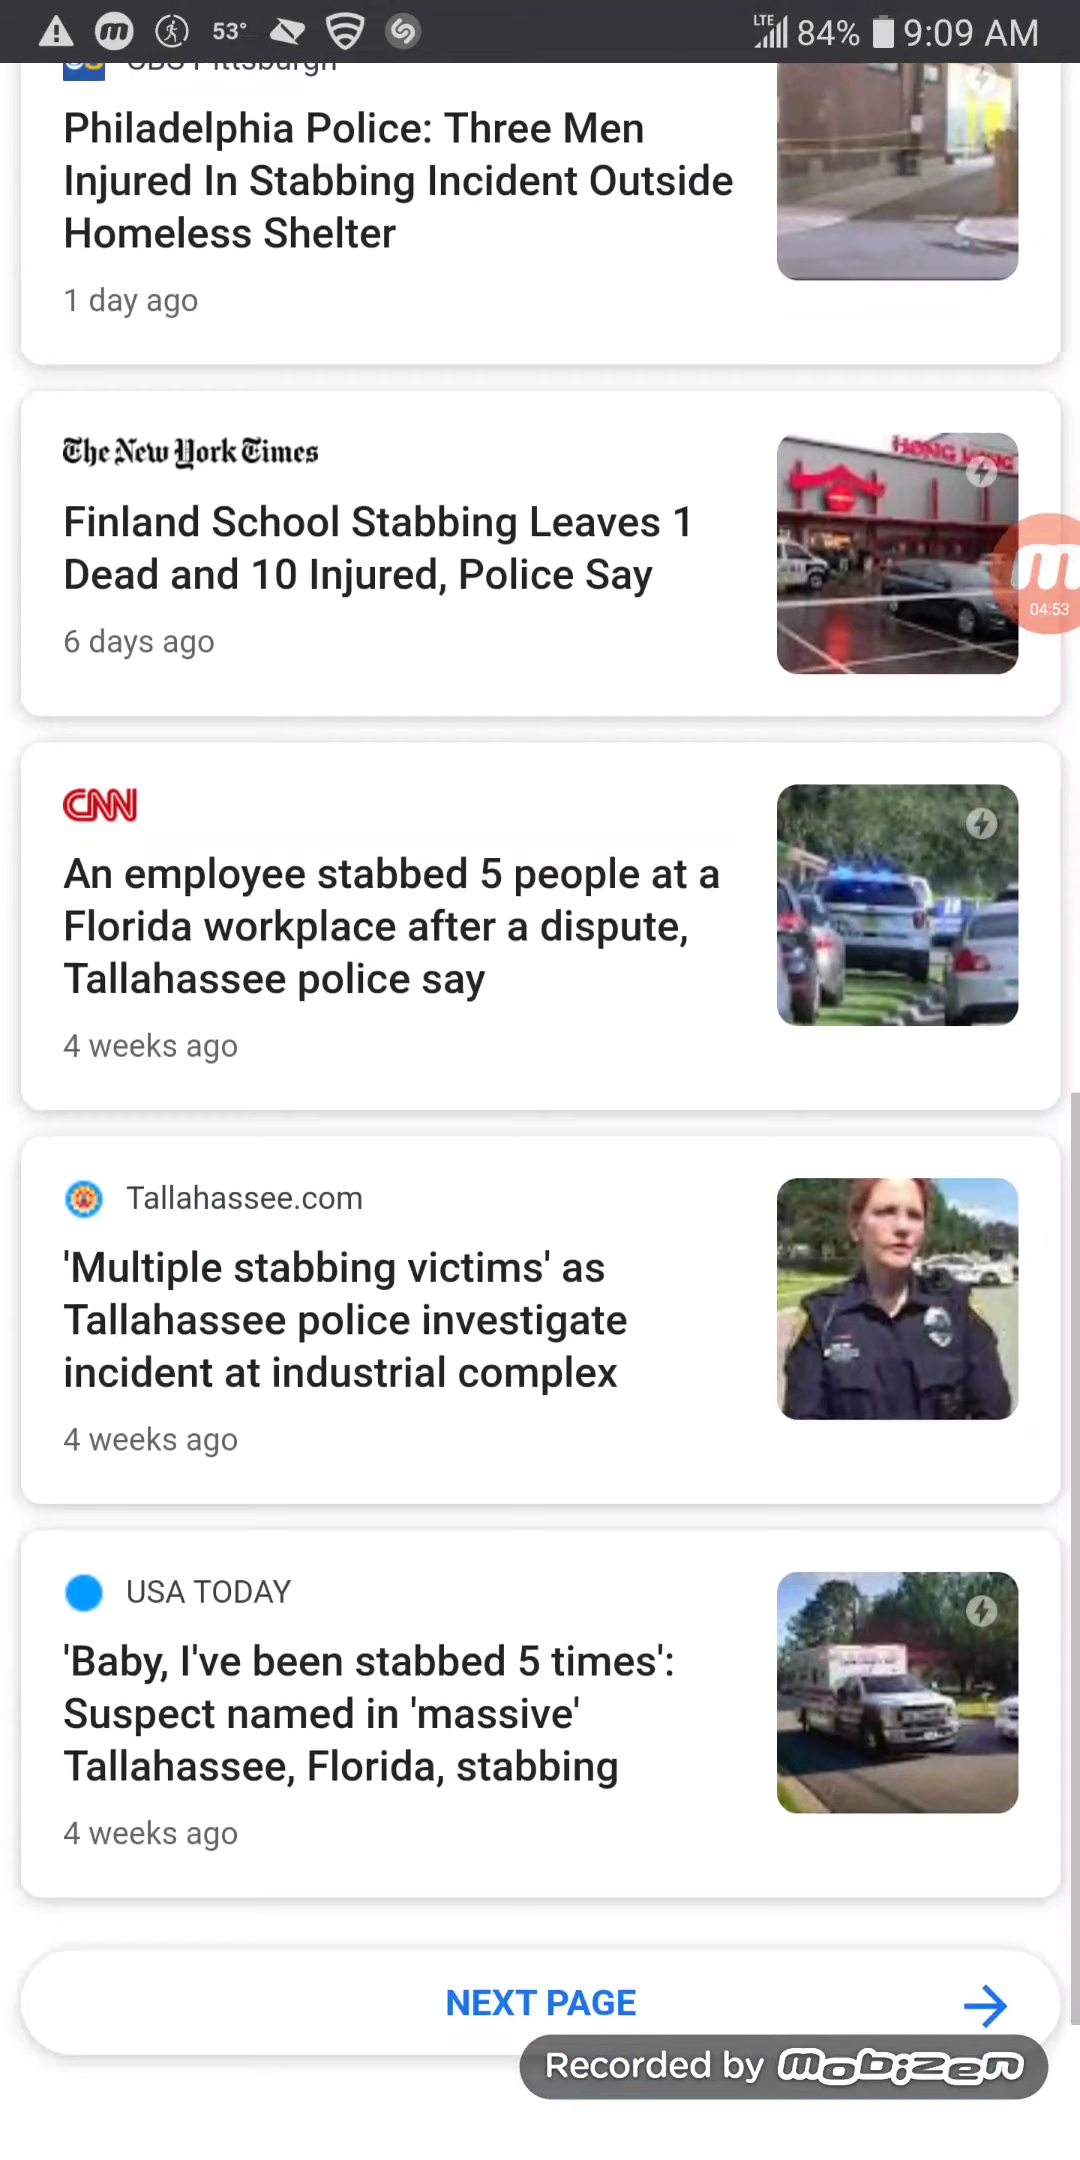 53°
LTE 84% 9:09 AM
CBS Pittsburgh
Philadelphia Police: Three Men
Injured In Stabbing Incident Outside
Homeless Shelter
1 day ago
The New York Times
HONG
Finland School Stabbing Leaves 1
Dead and 10 Injured, Police Say
6 days ago
m
04:53
CNN
An employee stabbed 5 people at a
Florida workplace after a dispute,
Tallahassee police say
4 weeks ago
Tallahassee.com
'Multiple stabbing victims' as
Tallahassee police investigate
incident at industrial complex
4 weeks ago
USA TODAY
'Baby, I've been stabbed 5 times':
Suspect named in 'massive'
Tallahassee, Florida, stabbing
4 weeks ago
NEXT PAGE
Recorded by mobizen